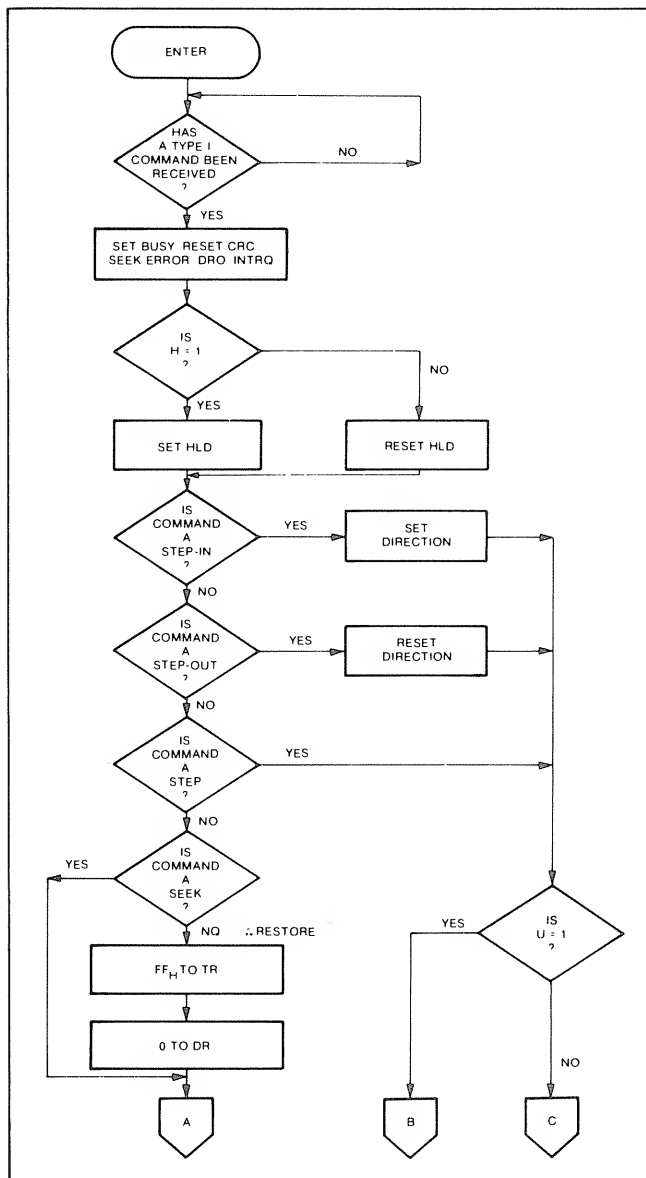 ENTER
HAS
A TYPE I
COMMAND BEEN
RECEIVED
?
NO
YES
SET BUSY RESET CRC
SEEK ERROR DRQ INTRQ
IS
H = 1
?
NO
YES
SET HLD
RESET HLD
IS
COMMAND
A
STEP-IN
?
YES
SET
DIRECTION
NO
IS
COMMAND
A
STEP-OUT
?
YES
RESET
DIRECTION
NO
IS
COMMAND
A
STEP
?
YES
NO
IS
COMMAND
A
SEEK
?
YES
NO ∴ RESTORE
IS
U = 1
?
YES
FFH TO TR
0 TO DR
NO
A
B
C